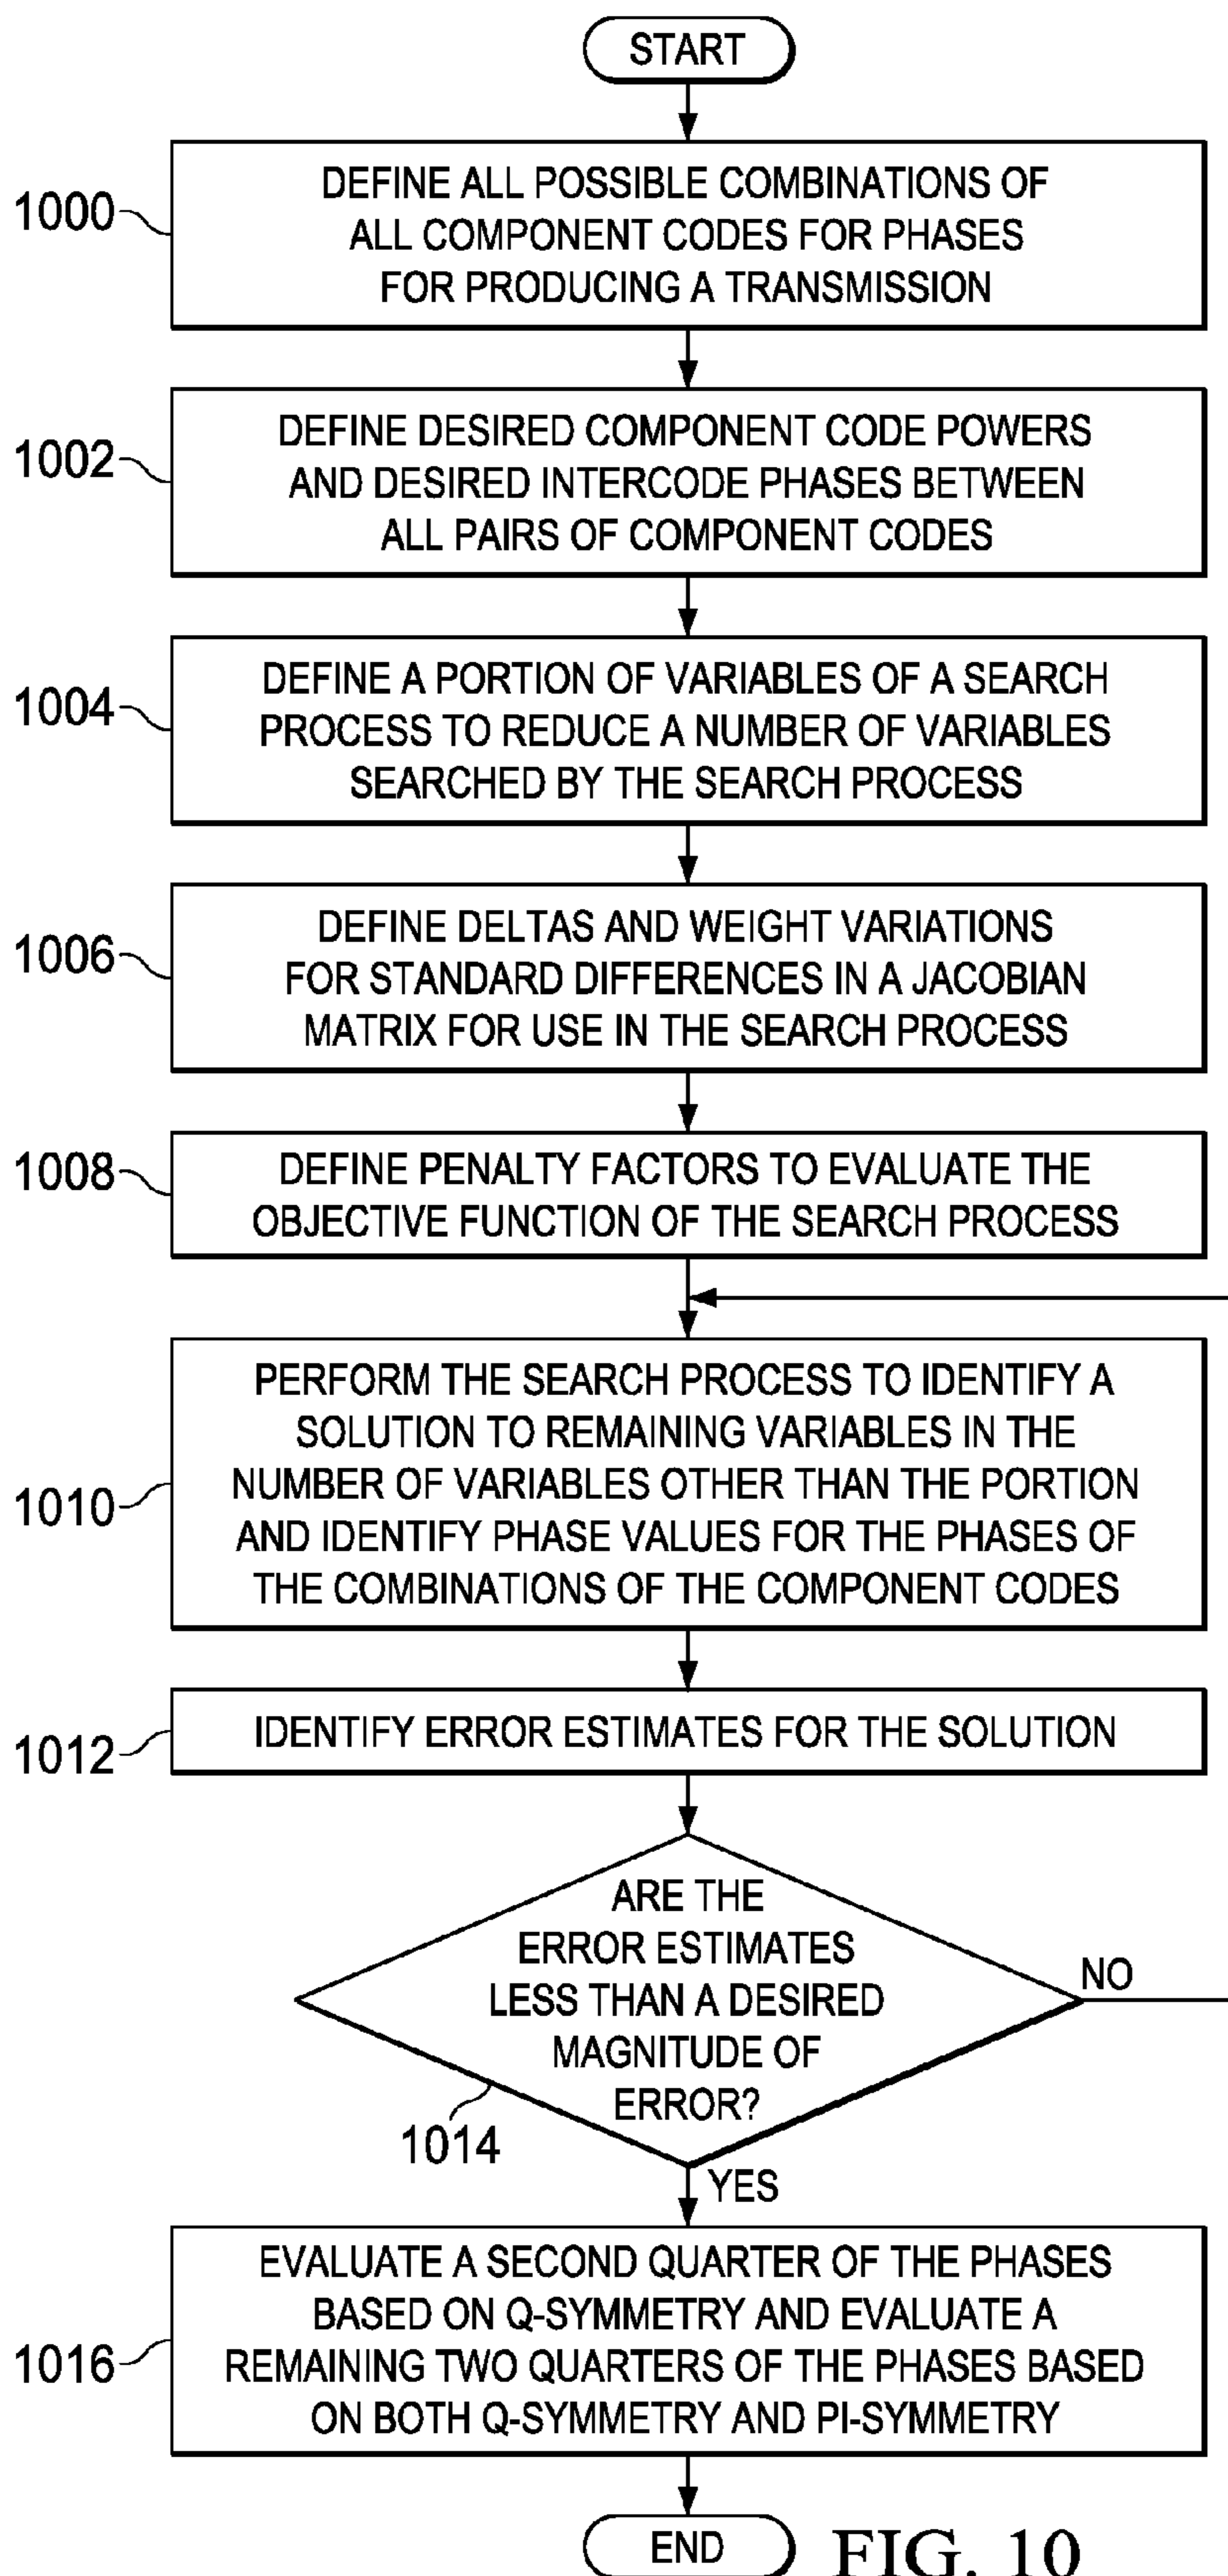 START
1000
DEFINE ALL POSSIBLE COMBINATIONS OF
ALL COMPONENT CODES FOR PHASES
FOR PRODUCING A TRANSMISSION
1002
DEFINE DESIRED COMPONENT CODE POWERS
AND DESIRED INTERCODE PHASES BETWEEN
ALL PAIRS OF COMPONENT CODES
1004
DEFINE A PORTION OF VARIABLES OF A SEARCH
PROCESS TO REDUCE A NUMBER OF VARIABLES
SEARCHED BY THE SEARCH PROCESS
1006
DEFINE DELTAS AND WEIGHT VARIATIONS
FOR STANDARD DIFFERENCES IN A JACOBIAN
MATRIX FOR USE IN THE SEARCH PROCESS
1008
DEFINE PENALTY FACTORS TO EVALUATE THE
OBJECTIVE FUNCTION OF THE SEARCH PROCESS
1010
PERFORM THE SEARCH PROCESS TO IDENTIFY A
SOLUTION TO REMAINING VARIABLES IN THE
NUMBER OF VARIABLES OTHER THAN THE PORTION
AND IDENTIFY PHASE VALUES FOR THE PHASES OF
THE COMBINATIONS OF THE COMPONENT CODES
1012
IDENTIFY ERROR ESTIMATES FOR THE SOLUTION
ARE THE
ERROR ESTIMATES
LESS THAN A DESIRED
MAGNITUDE OF
ERROR?
NO
1014
YES
1016
EVALUATE A SECOND QUARTER OF THE PHASES
BASED ON Q-SYMMETRY AND EVALUATE A
REMAINING TWO QUARTERS OF THE PHASES BASED
ON BOTH Q-SYMMETRY AND PI-SYMMETRY
END
FIG. 10